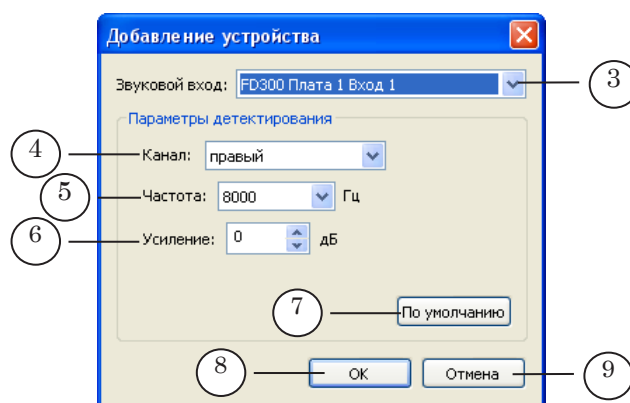 Добавление устройства
Звуковой вход: FD300 Плата 1 Вход 1 3
Параметры детектирования
4 Канал: правый
5 Частота: 8000 Гц
6 Усиление: 0 дБ
7 По умолчанию
8 ОК Отмена 9